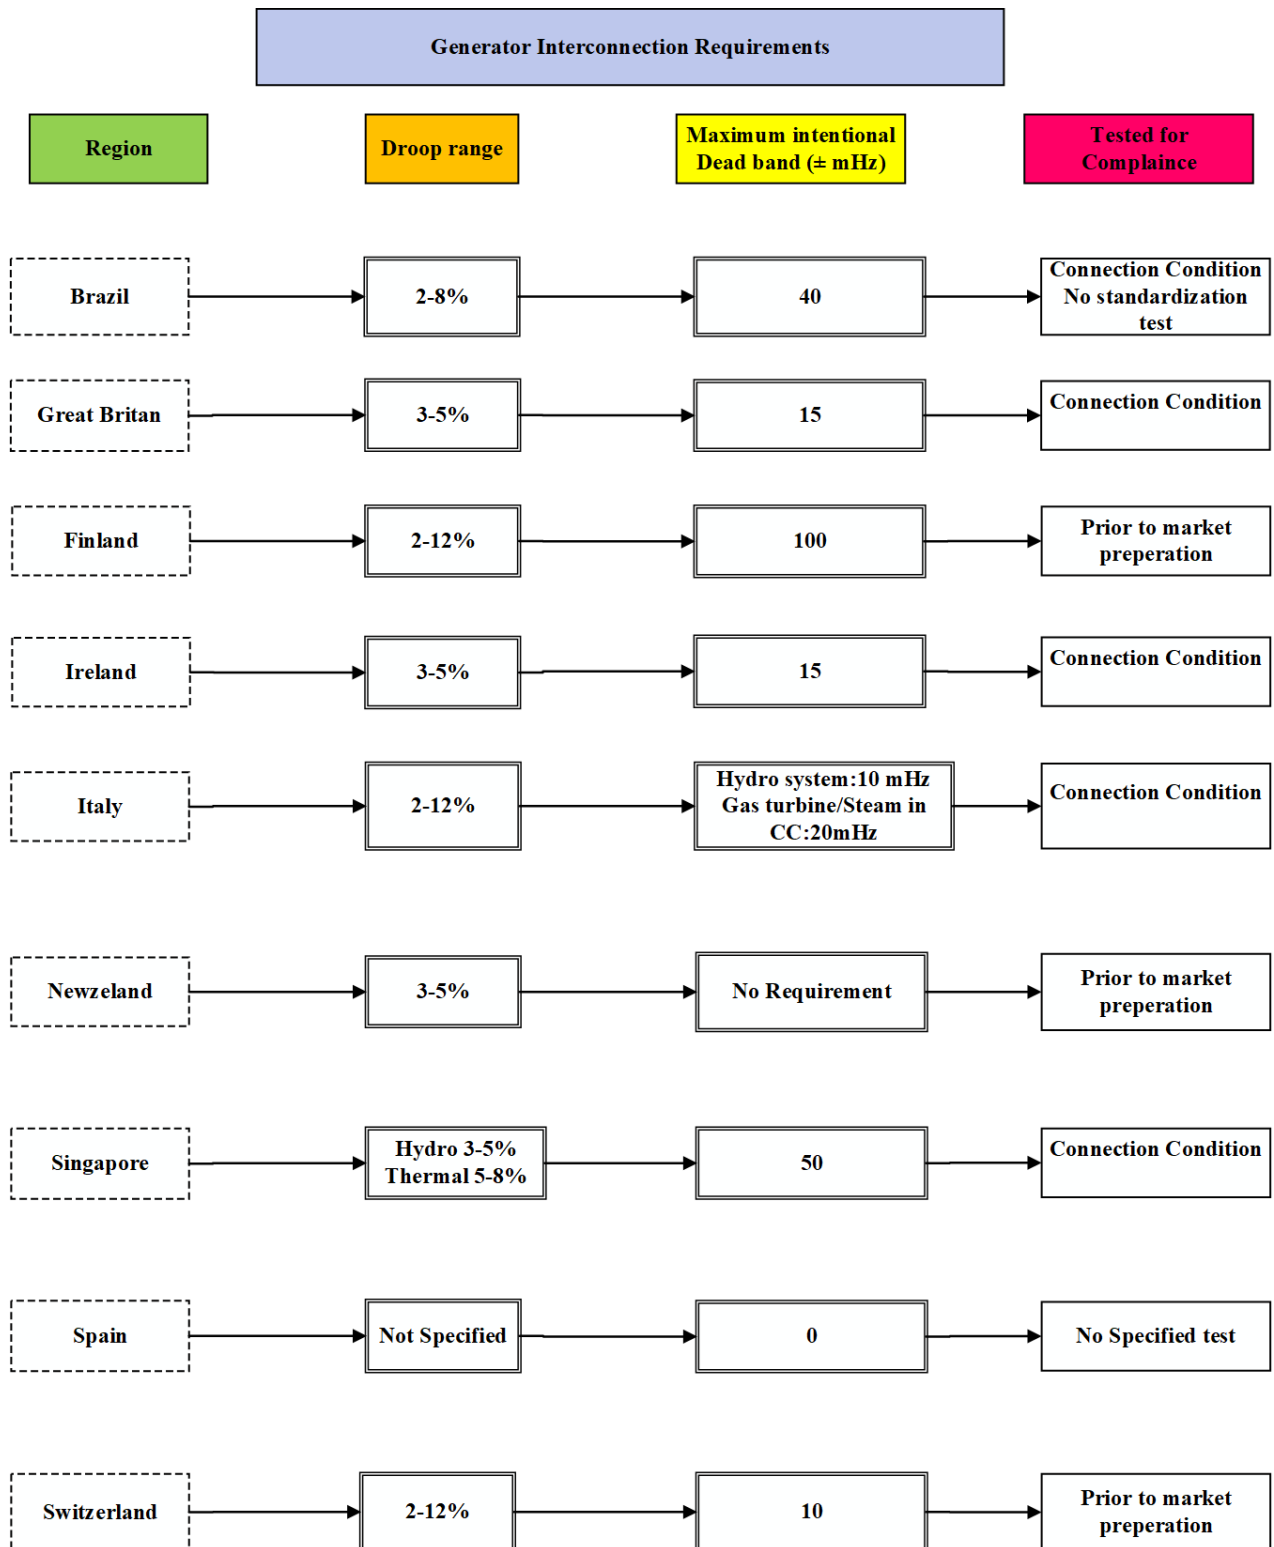 Generator Interconnection Requirements
Region
Droop range
Maximum intentional
Dead band (± mHz)
Tested for
Complaince
Brazil
2-8%
40
Connection Condition
No standardization
test
Great Britan
3-5%
15
Connection Condition
Finland
2-12%
100
Prior to market
preperation
Ireland
3-5%
15
Connection Condition
Italy
2-12%
Hydro system:10 mHz
Gas turbine/Steam in
CC:20mHz
Connection Condition
Newzeland
3-5%
No Requirement
Prior to market
preperation
Singapore
Hydro 3-5%
Thermal 5-8%
50
Connection Condition
Spain
Not Specified
0
No Specified test
Switzerland
2-12%
10
Prior to market
preperation